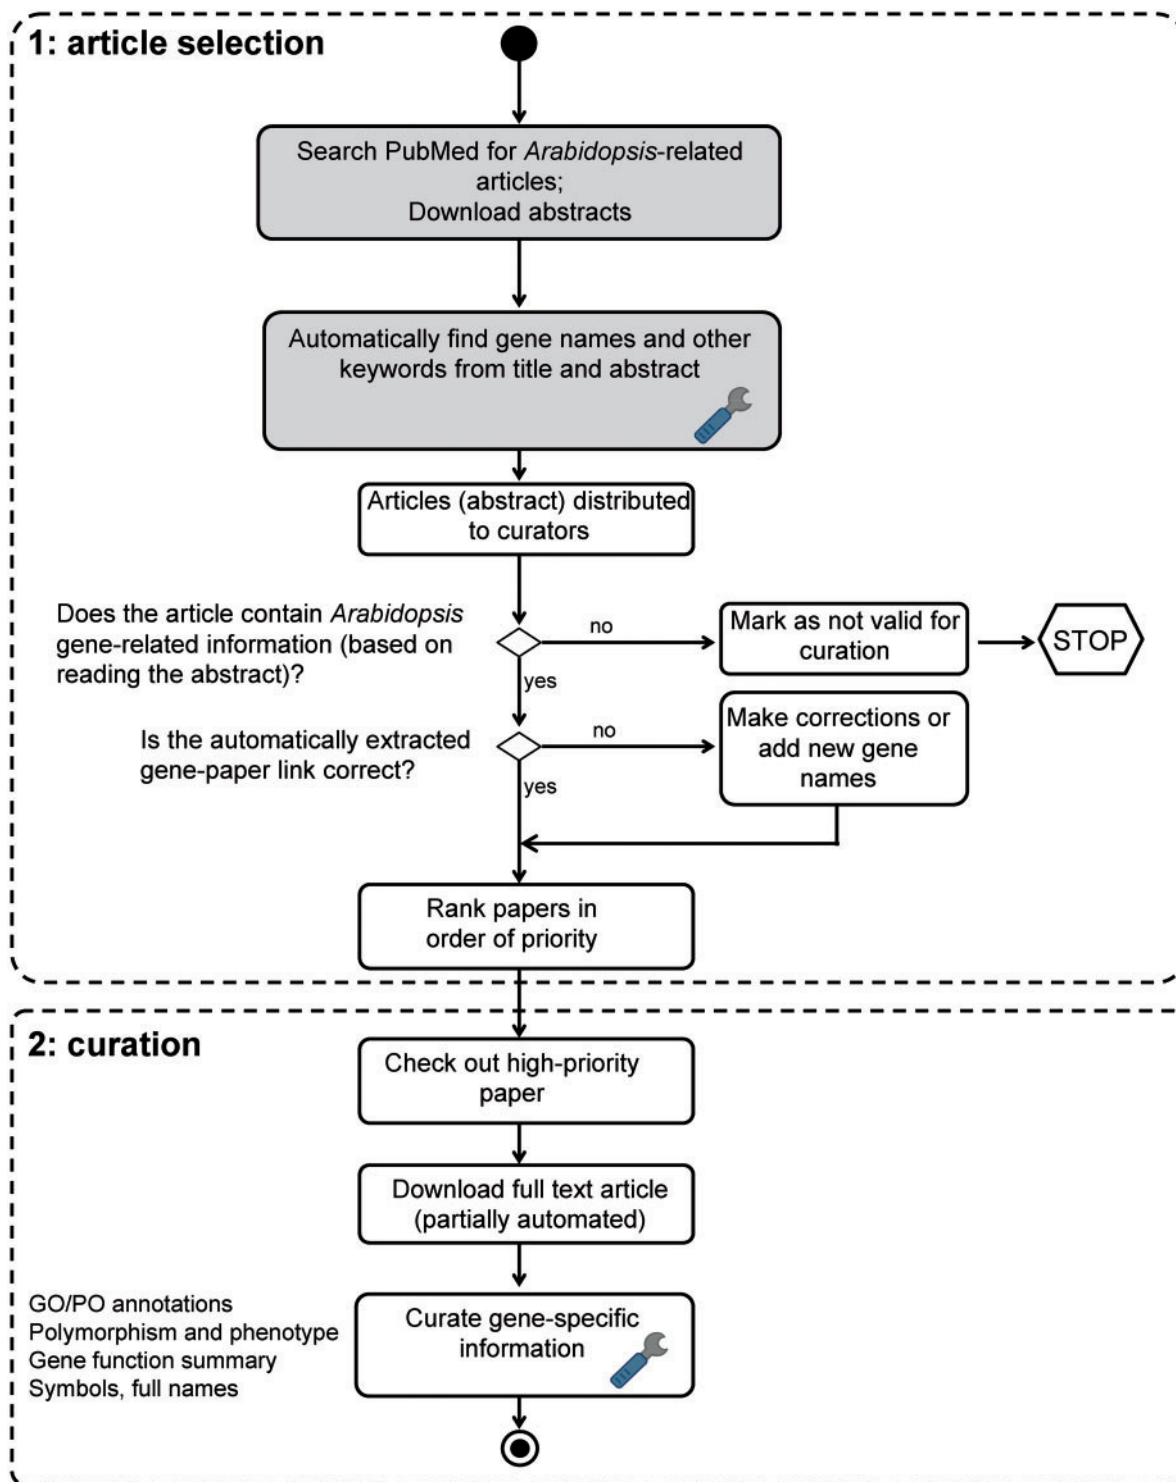 1: article selection
Search PubMed for Arabidopsis-related
articles;
Download abstracts
Automatically find gene names and other
keywords from title and abstract
Articles (abstract) distributed
to curators
Does the article contain Arabidopsis
gene-related information (based on
reading the abstract)?
no
Mark as not valid for
curation
STOP
yes
Is the automatically extracted
gene-paper link correct?
no
Make corrections or
add new gene
names
yes
Rank papers in
order of priority
2: curation
Check out high-priority
paper
Download full text article
(partially automated)
GO/PO annotations
Polymorphism and phenotype
Gene function summary
Symbols, full names
Curate gene-specific
information